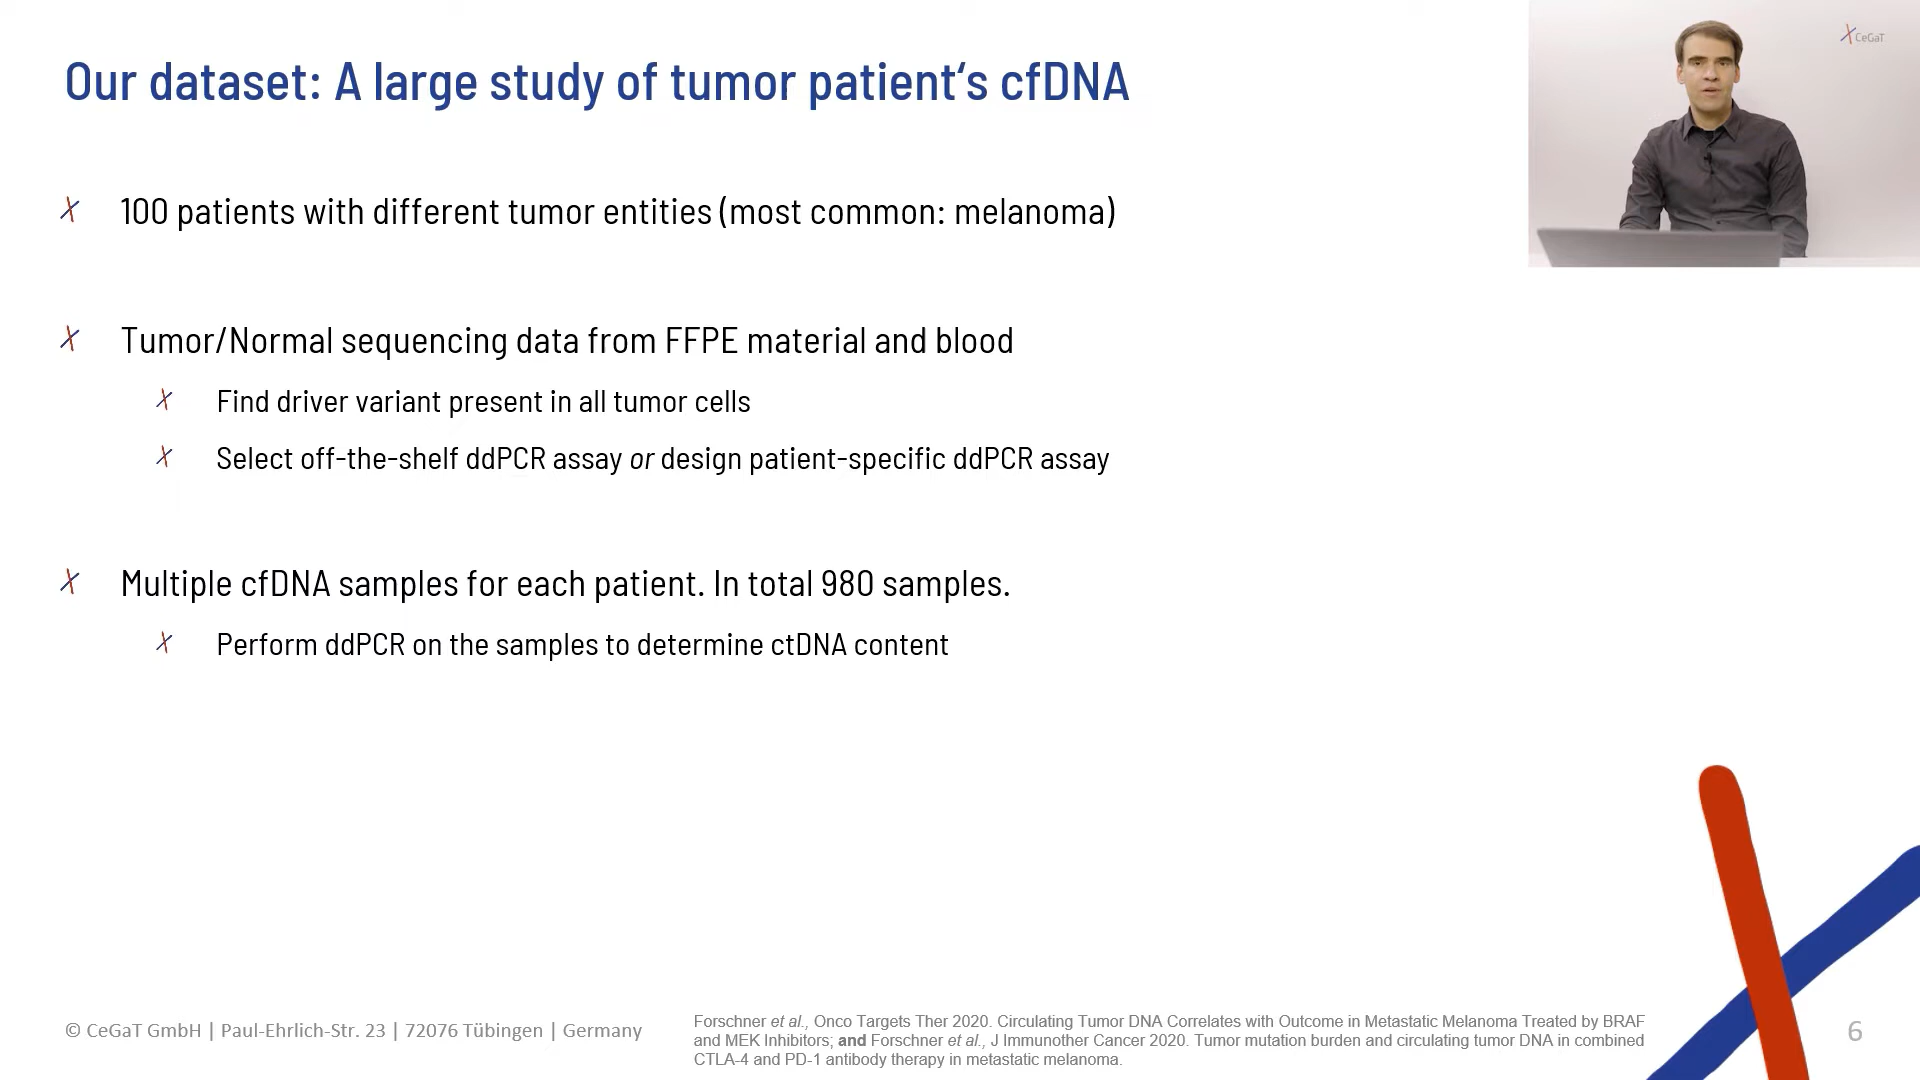 Our dataset: A large study of tumor patient‘s cfDNA
CeGaT
100 patients with different tumor entities (most common: melanoma)
Tumor/Normal sequencing data from FFPE material and blood
Find driver variant present in all tumor cells
Select off-the-shelf ddPCR assay or design patient-specific ddPCR assay
Multiple cfDNA samples for each patient. In total 980 samples.
Perform ddPCR on the samples to determine ctDNA content
© CeGaT GmbH | Paul-Ehrlich-Str. 23 | 72076 Tübingen | Germany
Forschner et al., Onco Targets Ther 2020. Circulating Tumor DNA Correlates with Outcome in Metastatic Melanoma Treated by BRAF
and MEK Inhibitors; and Forschner et al., J Immunother Cancer 2020. Tumor mutation burden and circulating tumor DNA in combined
CTLA-4 and PD-1 antibody therapy in metastatic melanoma.
6